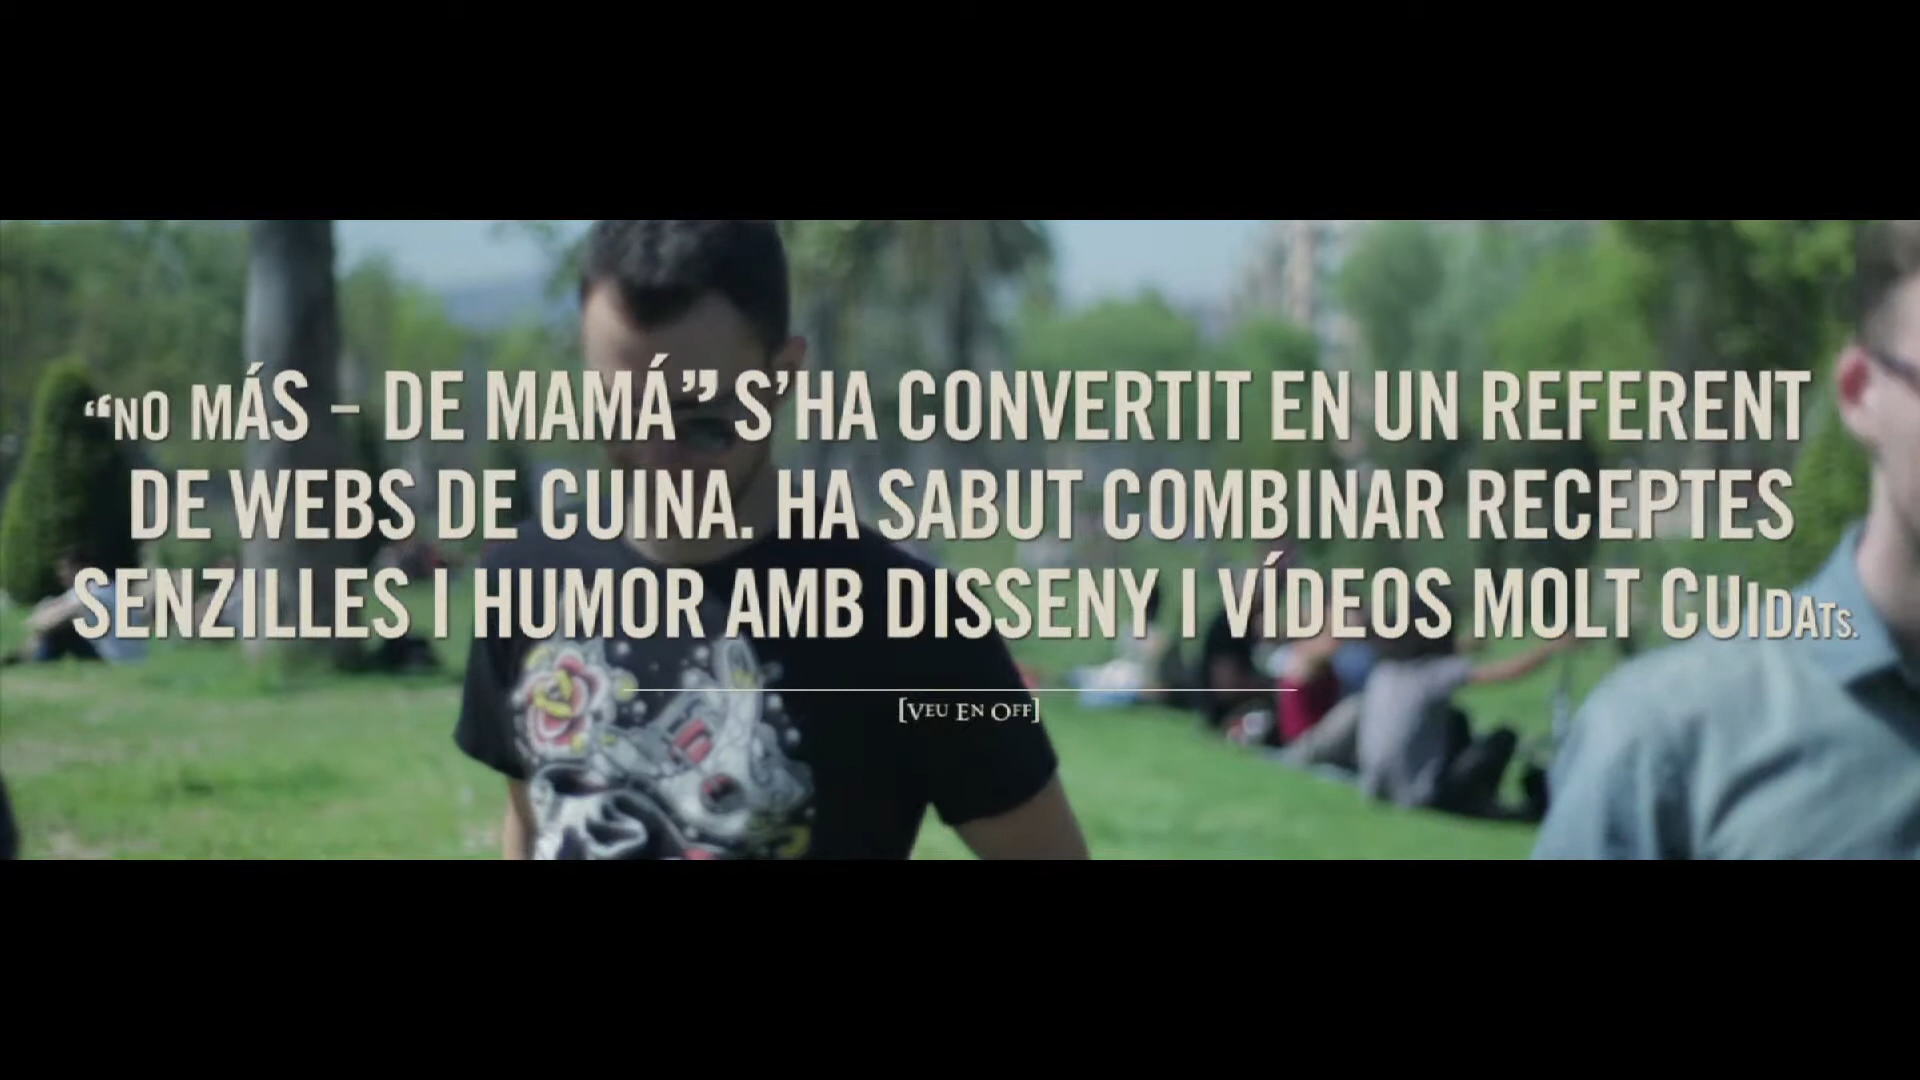 “NO MÁS – DE MAMÁ” S’HA CONVERTIT EN UN REFERENT
DE WEBS DE CUINA. HA SABUT COMBINAR RECEPTES
SENZILLES I HUMOR AMB DISSENY I VÍDEOS MOLT CUIDATS.
[VEU EN OFF]